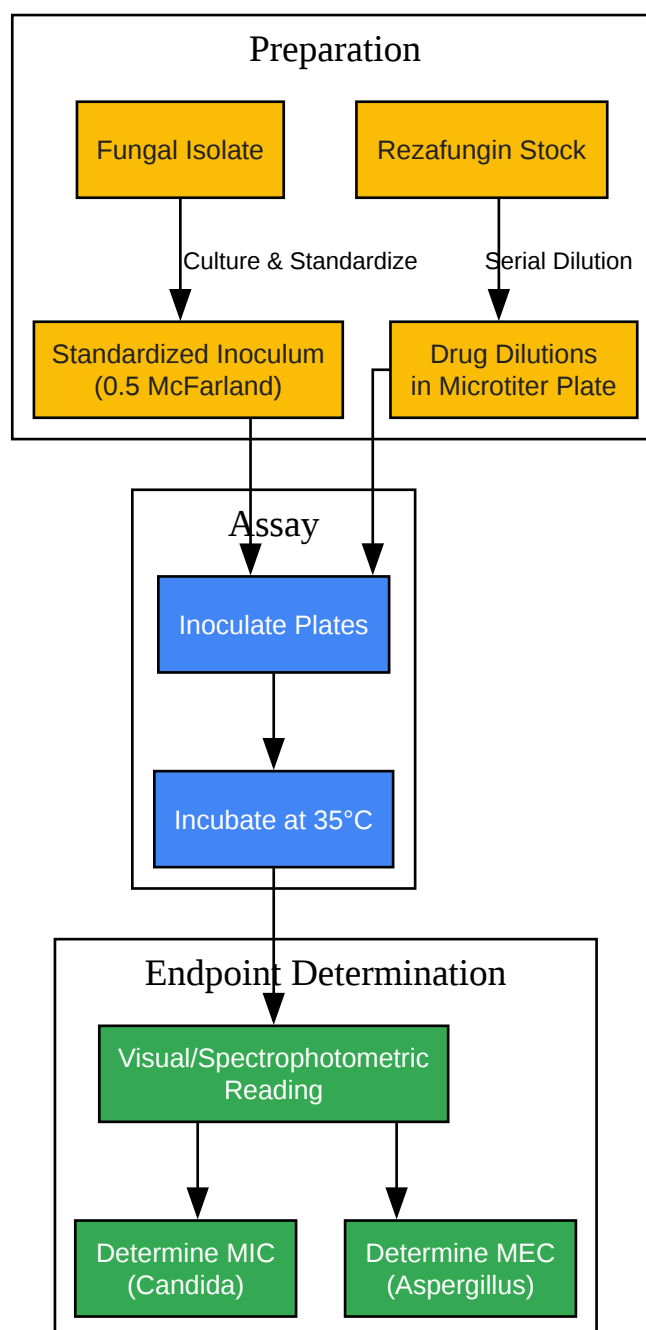 Preparation
Fungal Isolate
Rezafungin Stock
Culture & Standardize
Serial Dilution
Standardized Inoculum
(0.5 McFarland)
Drug Dilutions
in Microtiter Plate
Assay
Inoculate Plates
Incubate at 35°C
Endpoint Determination
Visual/Spectrophotometric
Reading
Determine MIC
(Candida)
Determine MEC
(Aspergillus)